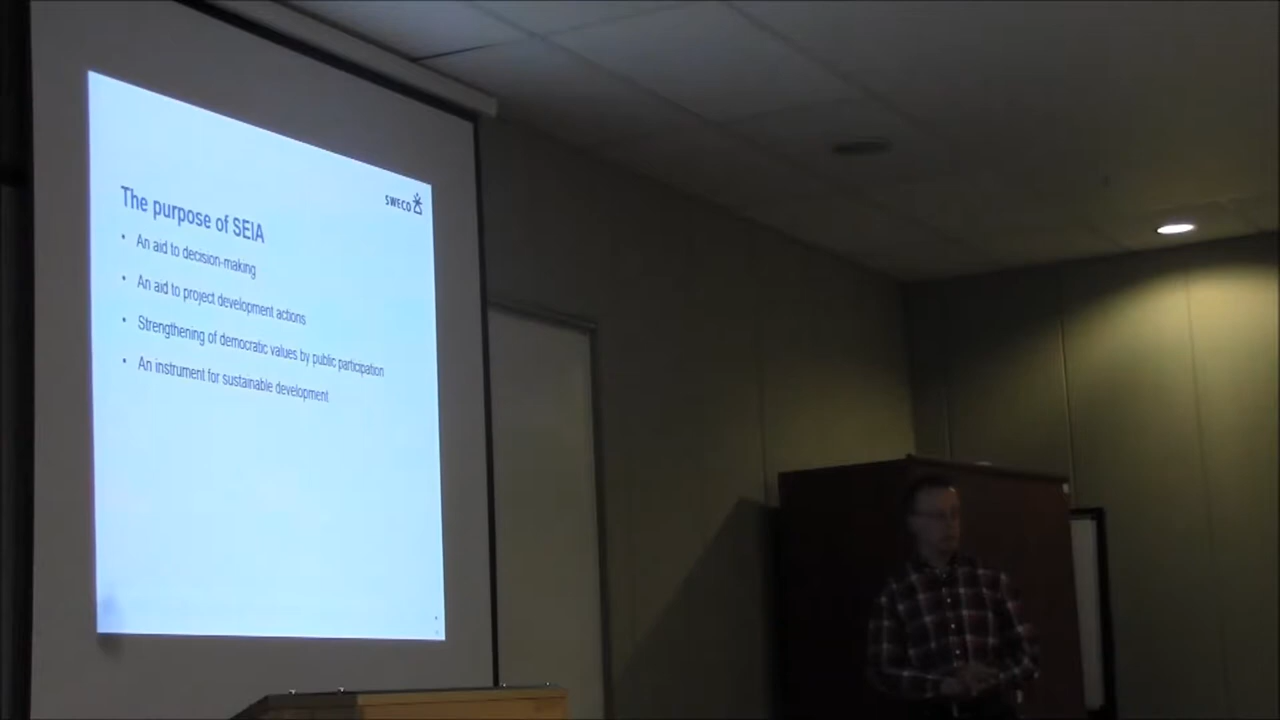 SWECO
The purpose of SEIA
• An aid to decision-making
• An aid to project development actions
• Strengthening of democratic values by public participation
• An instrument for sustainable development